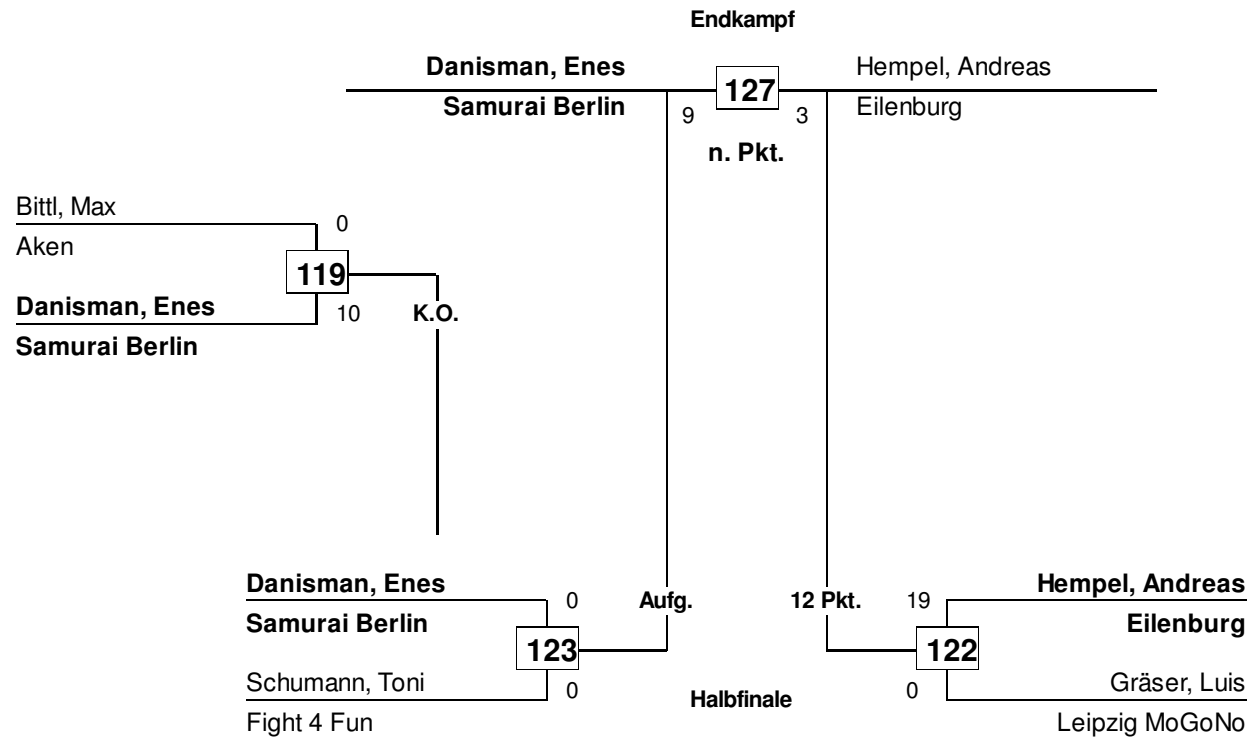 Endkampf
Danisman, Enes
Samurai Berlin
9
127
3
n. Pkt.
Hempel, Andreas
Eilenburg
Bittl, Max
Aken
0
119
Danisman, Enes
Samurai Berlin
10
K.O.
Danisman, Enes
Samurai Berlin
0
Aufg.
123
Schumann, Toni
Fight 4 Fun
0
Halbfinale
12 Pkt.
19
Hempel, Andreas
Eilenburg
122
0
Gräser, Luis
Leipzig MoGoNo